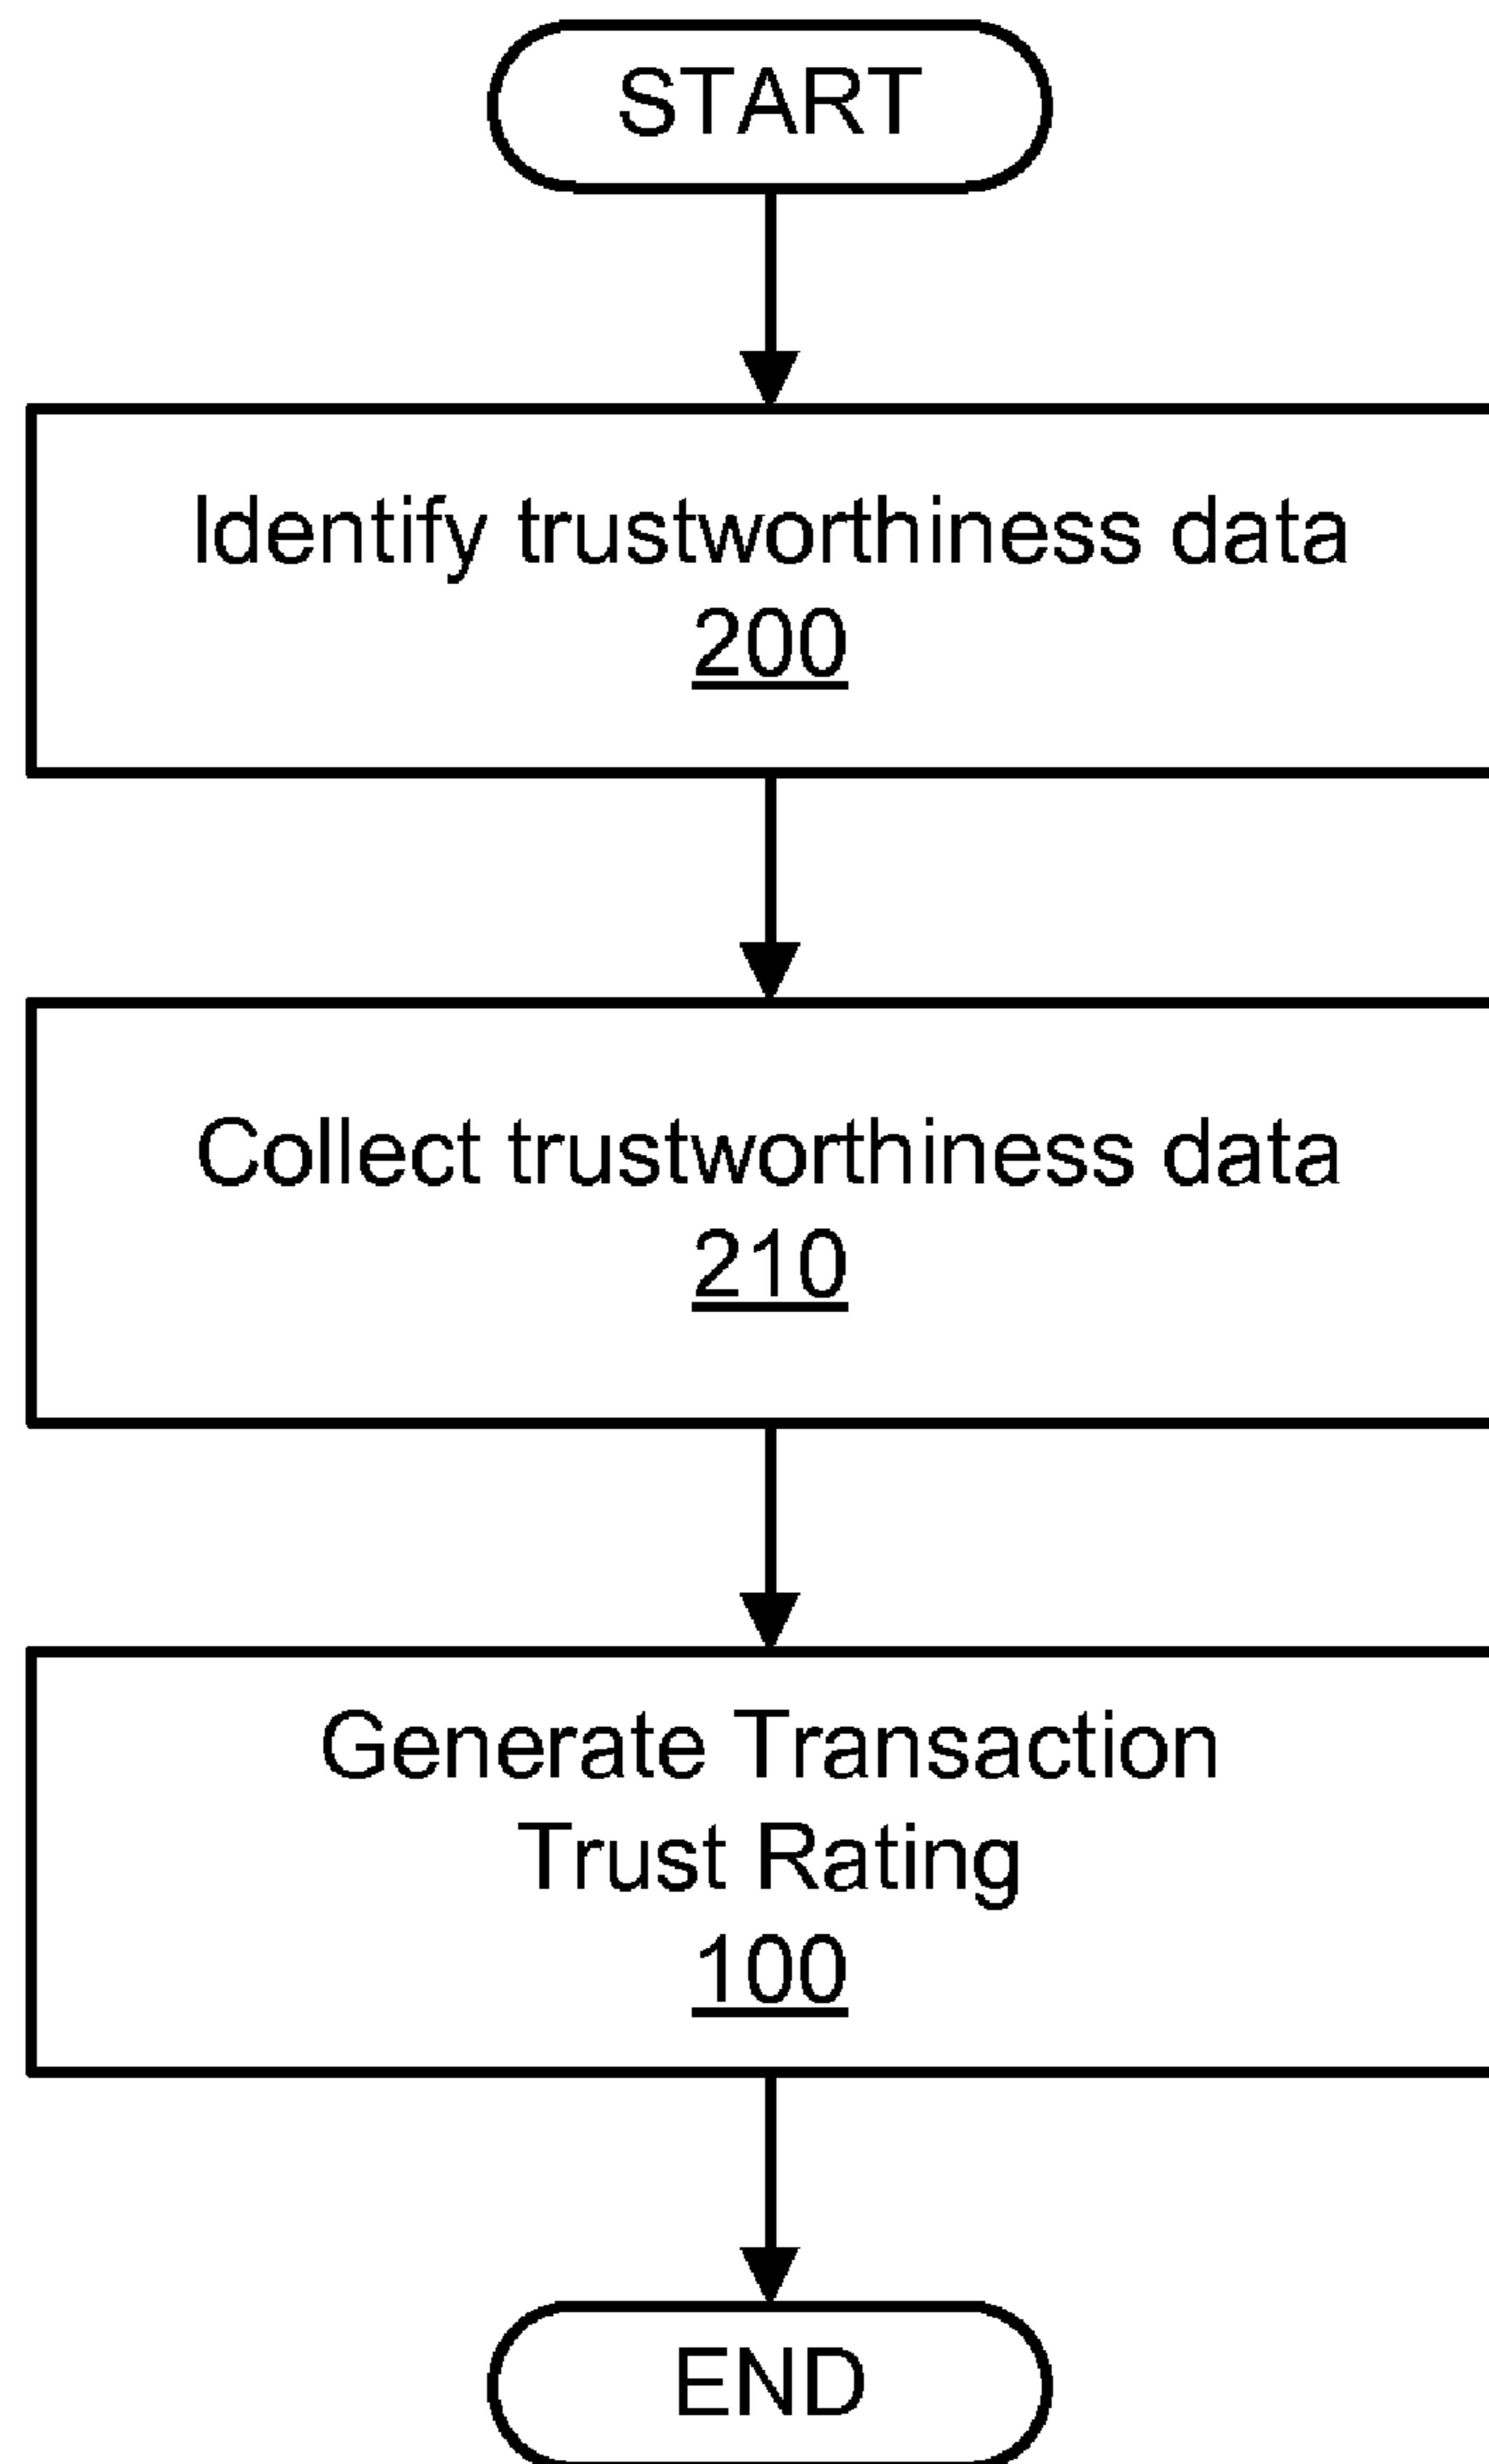 START
Identify trustworthiness data
200
Collect trustworthiness data
210
Generate Transaction
Trust Rating
100
END